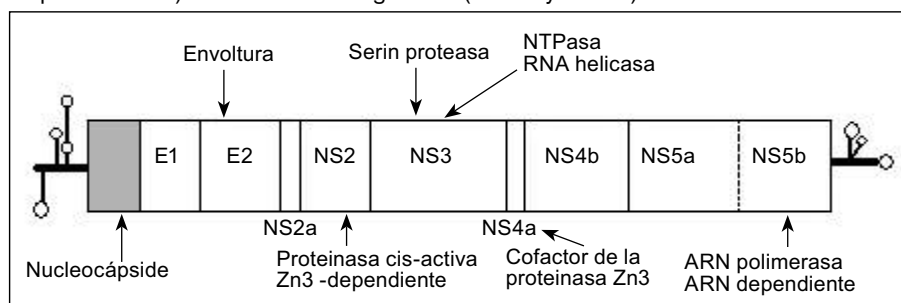 Envoltura
Serin proteasa
NTPasa
RNA helicasa
E1
E2
NS2
NS3
NS4b
NS5a
NS5b
NS2a
NS4a
Nucleocápside
Proteinasa cis-activa
Zn3 -dependiente
Cofactor de la
proteinasa Zn3
ARN polimerasa
ARN dependiente